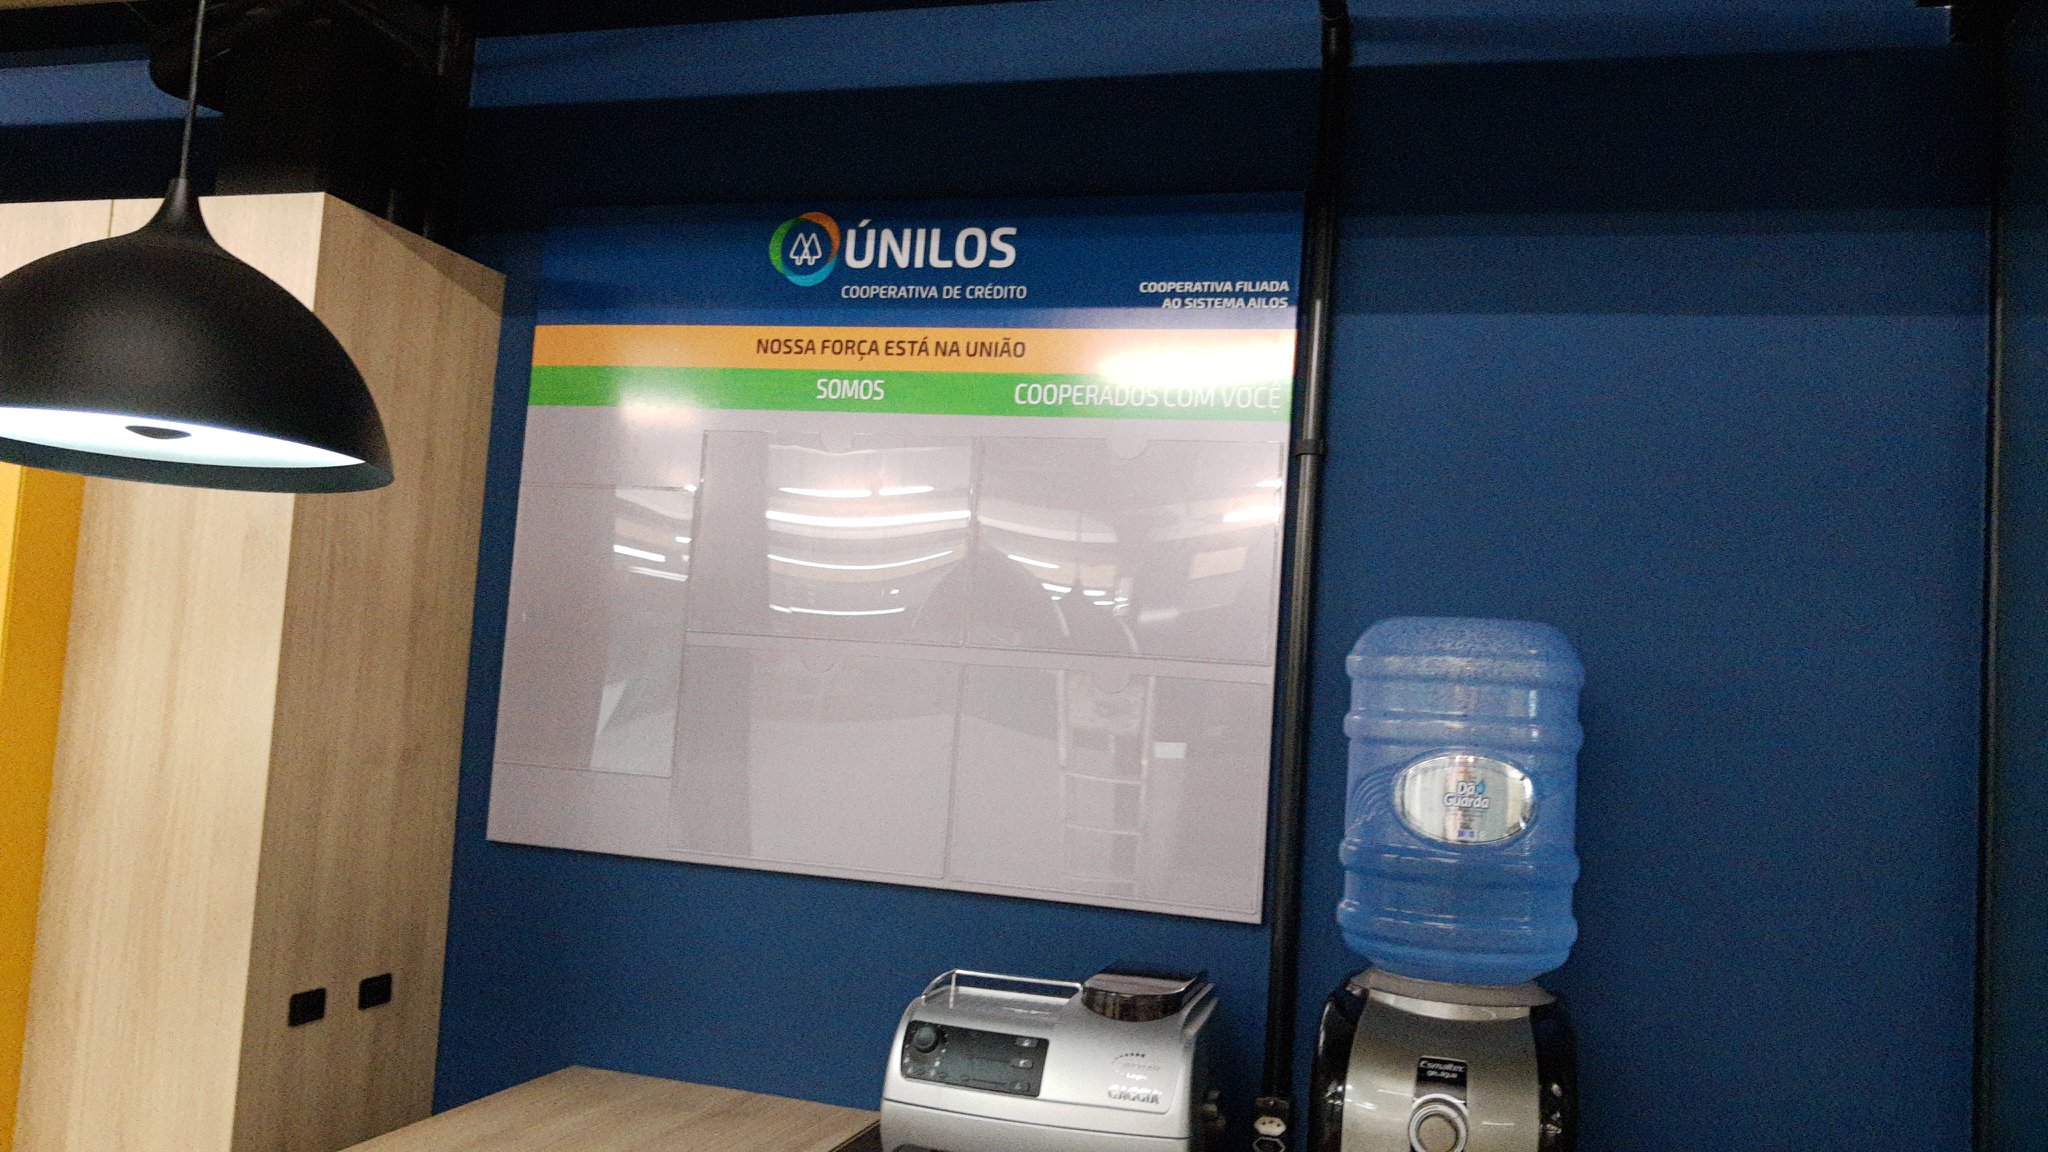 ÚNILOS
COOPERATIVA DE CRÉDITO
COOPERATIVA FILIADA
AO SISTEMA AILOS
NOSSA FORÇA ESTÁ NA UNIÃO
SOMOS
COOPERADOS COM VOCÊ
Da
Guarda
Esmaltec
GAGGIA